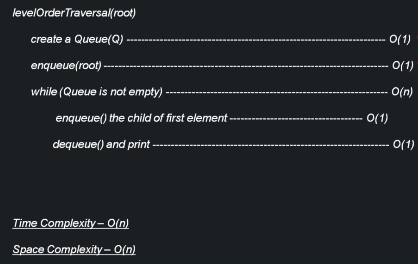 levelOrderTraversal(root)
create a Queue(Q) ---------------------------------------------------------------------- O(1)
enqueue(root) ----------------------------------------------------------------------------- O(1)
while (Queue is not empty) ------------------------------------------------------------ O(n)
enqueue() the child of first element ------------------------------------ O(1)
dequeue() and print ---------------------------------------------------------------- O(1)
Time Complexity – O(n)
Space Complexity – O(n)